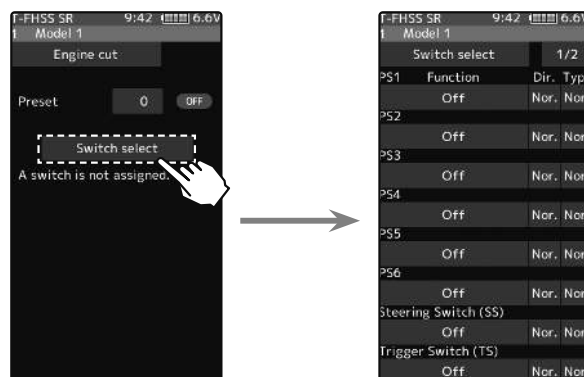 T-FHSS SR 9:42 6.6V
1 Model 1
Engine cut
Preset 0 OFF
Switch select
A switch is not assigned.
T-FHSS SR 9:42 6.6V
1 Model 1
Switch select 1/2
PS1 Function Dir. Typ
Off Nor. Nor
PS2
Off Nor. Nor
PS3
Off Nor. Nor
PS4
Off Nor. Nor
PS5
Off Nor. Nor
PS6
Off Nor. Nor
Steering Switch (SS)
Off Nor. Nor
Trigger Switch (TS)
Off Nor. Nor